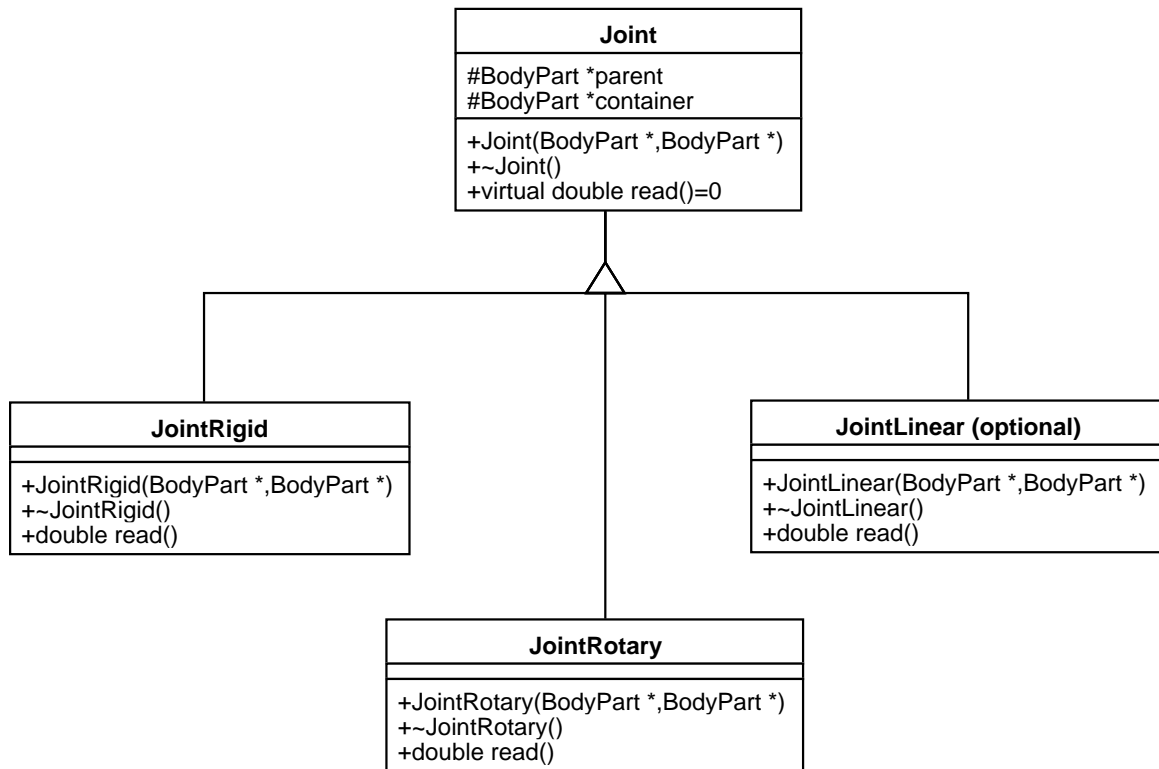 Joint
#BodyPart *parent
#BodyPart *container
+Joint(BodyPart *,BodyPart *)
+~Joint()
+virtual double read()=0
JointRigid
+JointRigid(BodyPart *,BodyPart *)
+~JointRigid()
+double read()
JointLinear (optional)
+JointLinear(BodyPart *,BodyPart *)
+~JointLinear()
+double read()
JointRotary
+JointRotary(BodyPart *,BodyPart *)
+~JointRotary()
+double read()